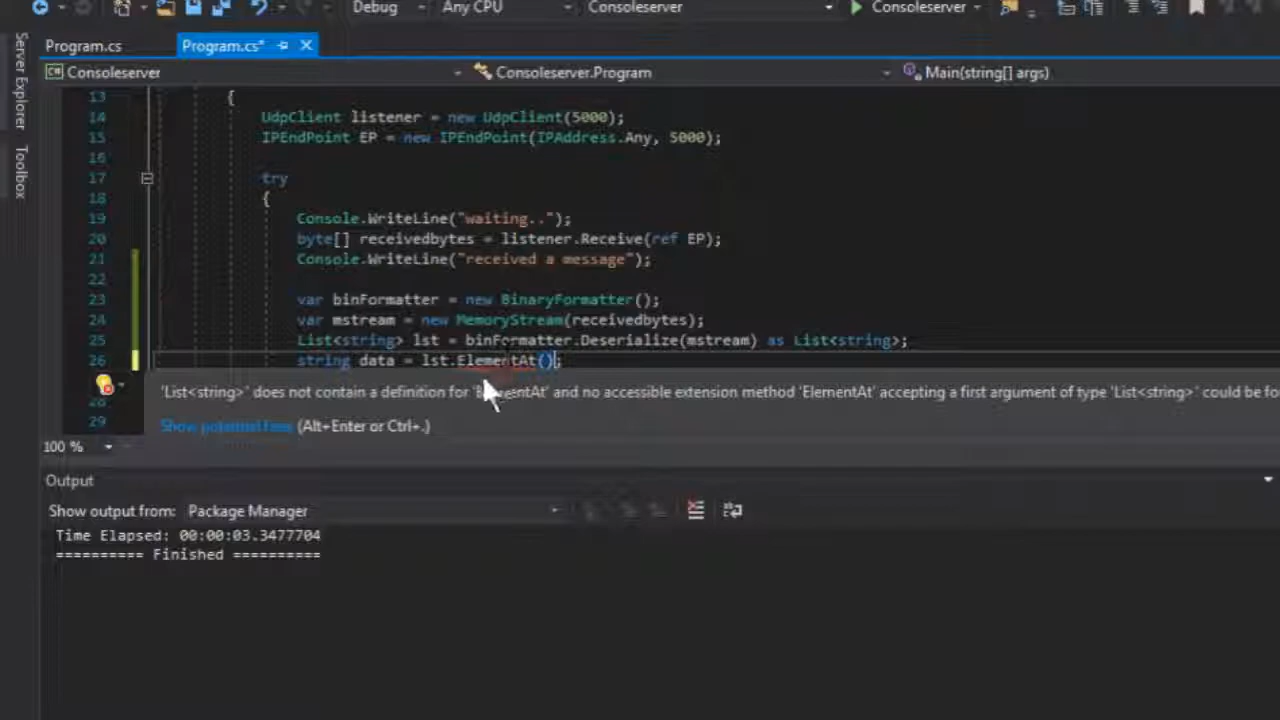 Debug Any CPU Consoleserver Consoleserver
Server Explorer
Toolbox
Program.cs Program.cs*
Consoleserver Consoleserver.Program Main(string[] args)
13 {
14 UdpClient listener = new UdpClient(5000);
15 IPEndPoint EP = new IPEndPoint(IPAddress.Any, 5000);
16
17 try
18 {
19 Console.WriteLine("waiting..");
20 byte[] receivedbytes = listener.Receive(ref EP);
21 Console.WriteLine("received a message");
22
23 var binFormatter = new BinaryFormatter();
24 var mstream = new MemoryStream(receivedbytes);
25 List<string> lst = binFormatter.Deserialize(mstream) as List<string>;
26 string data = lst.ElementAt();
'List<string>' does not contain a definition for 'ElementAt' and no accessible extension method 'ElementAt' accepting a first argument of type 'List<string>' could be fo
28
29 Show potential fixes (Alt+Enter or Ctrl+.)
100 %
Output
Show output from: Package Manager
Time Elapsed: 00:00:03.3477704
========== Finished ==========